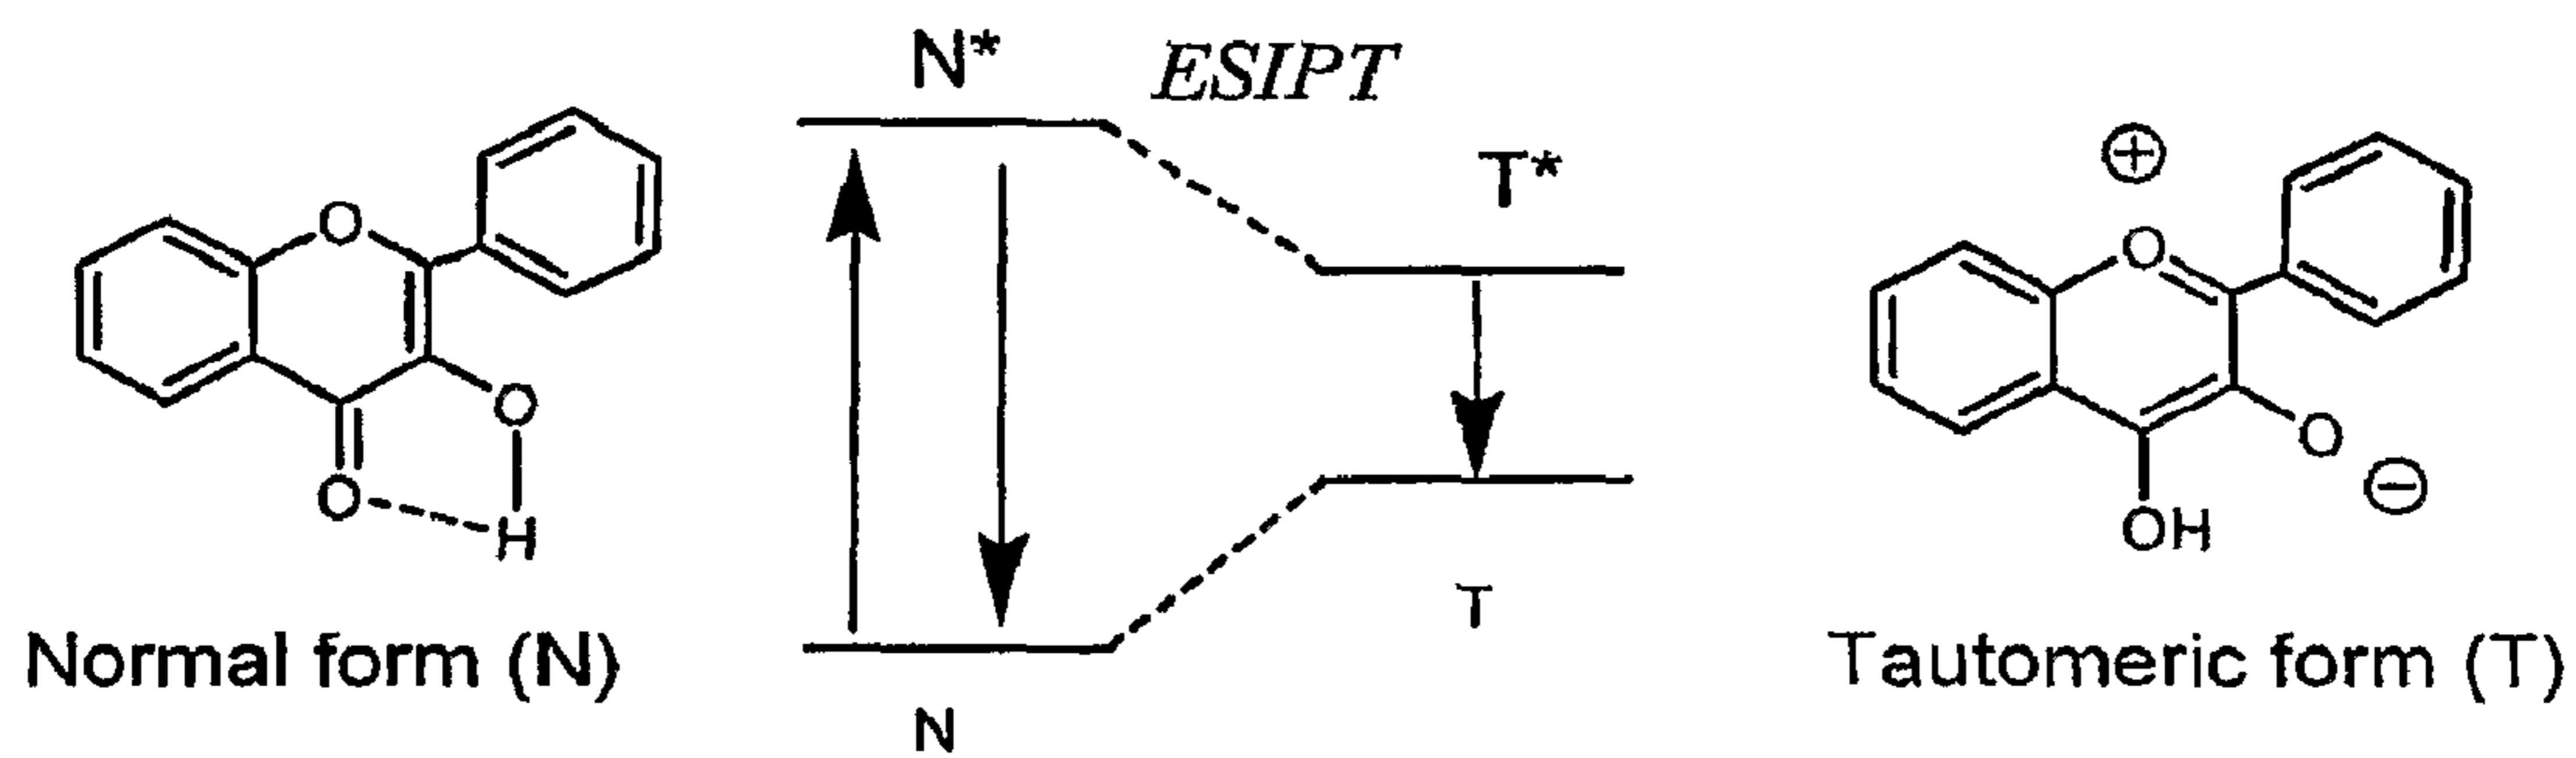 N*
ESIPT
T*
O
O
O
H
N
T
⊕
O
O
⊖
OH
Normal form (N)
Tautomeric form (T)